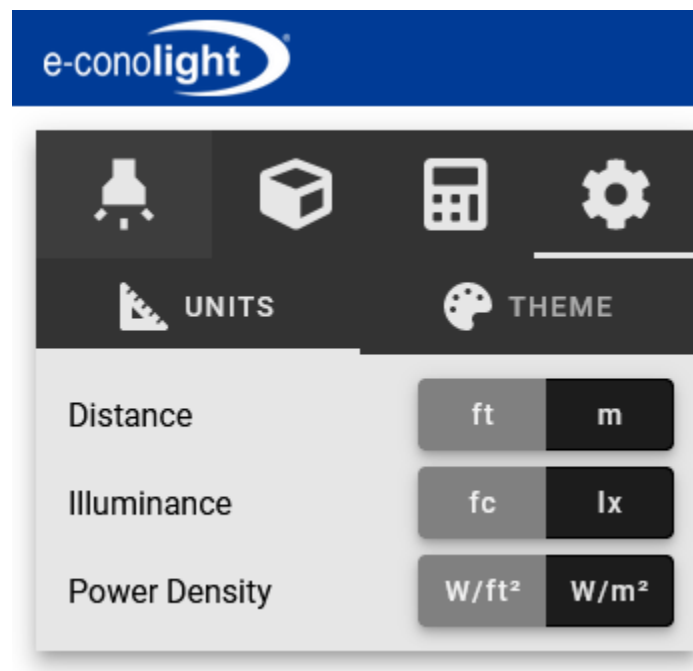 e-conolight
UNITS THEME
Distance ft m
Illuminance fc lx
Power Density W/ft² W/m²